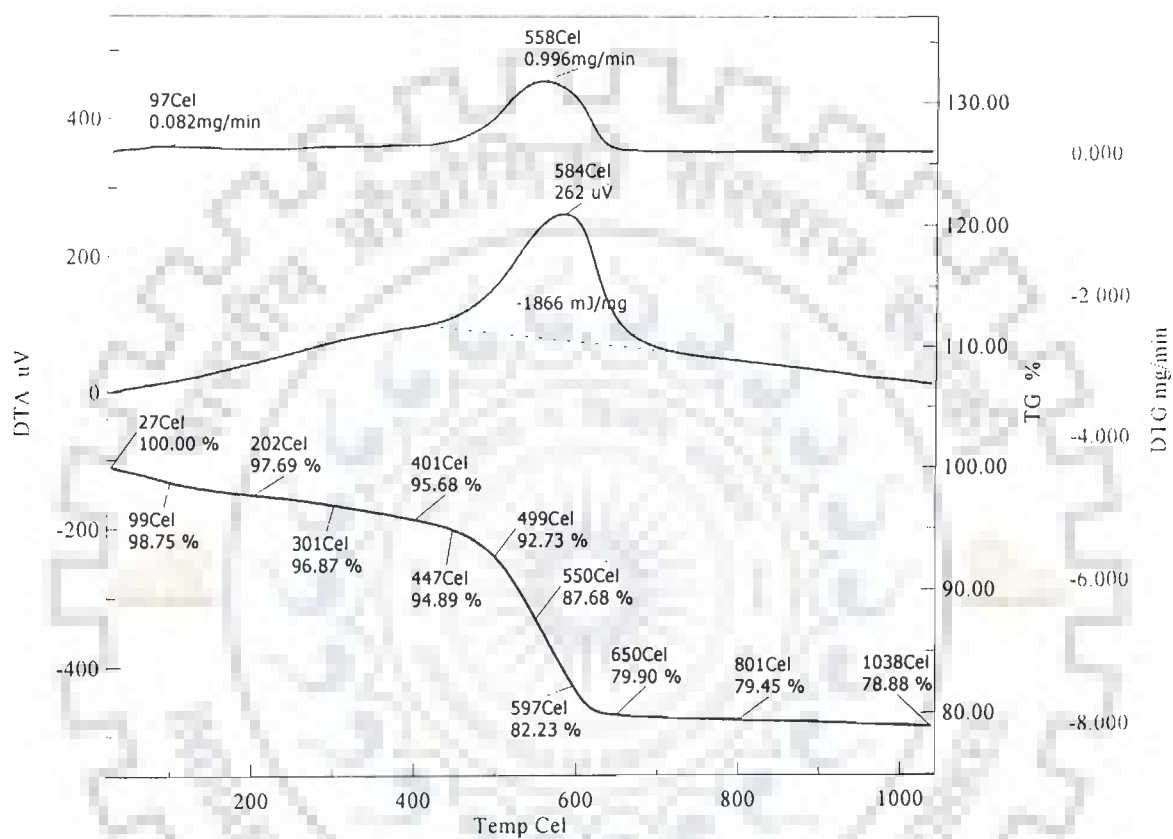 558Cel
0.996mg/min
97Cel
0.082mg/min
400
130.00
0.000
584Cel
262 uV
120.00
200
-1866 mJ/mg
-2.000
110.00
DTA uV
0
TG %
DTG mg/min
27Cel
100.00 %
202Cel
97.69 %
401Cel
95.68 %
-4.000
100.00
99Cel
98.75 %
-200
301Cel
96.87 %
499Cel
92.73 %
447Cel
94.89 %
550Cel
87.68 %
90.00
-6.000
650Cel
79.90 %
801Cel
79.45 %
1038Cel
78.88 %
-400
597Cel
82.23 %
80.00
-8.000
200
400
600
800
1000
Temp Cel